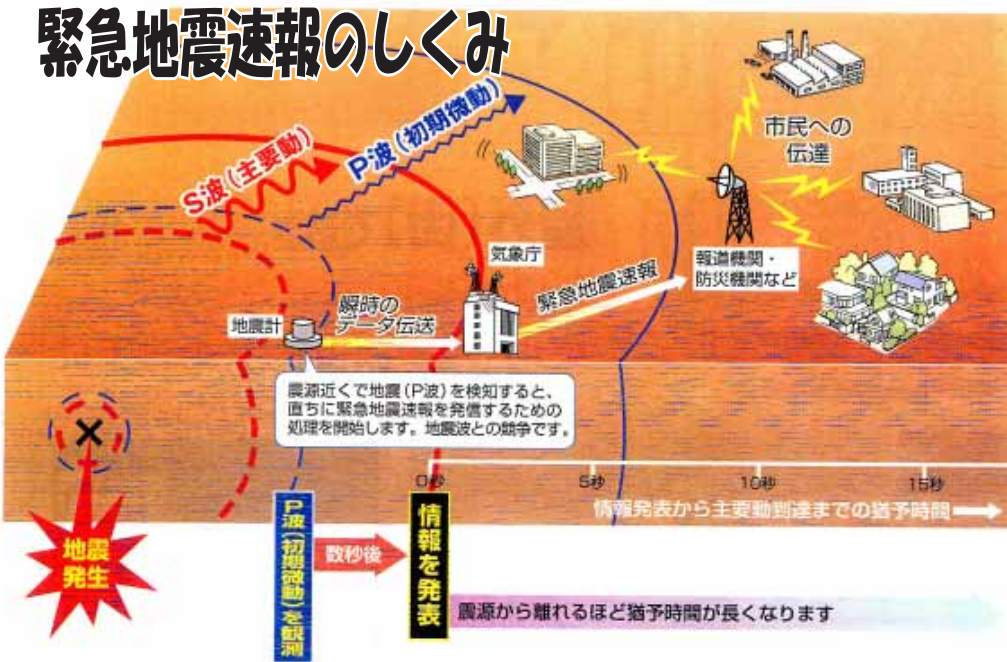 緊急地震速報のしくみ
S波(主要動)
P波(初期微動)
市民への
伝達
気象庁
報道機関・
防災機関など
緊急地震速報
瞬時の
データ伝送
地震計
震源近くで地震(P波)を検知すると、
直ちに緊急地震速報を発信するための
処理を開始します。地震波との競争です。
0秒
5秒
10秒
15秒
情報発表から主要動到達までの猶予時間
地震
発生
P波(初期微動)を観測
数秒後
情報を発表
震源から離れるほど猶予時間が長くなります